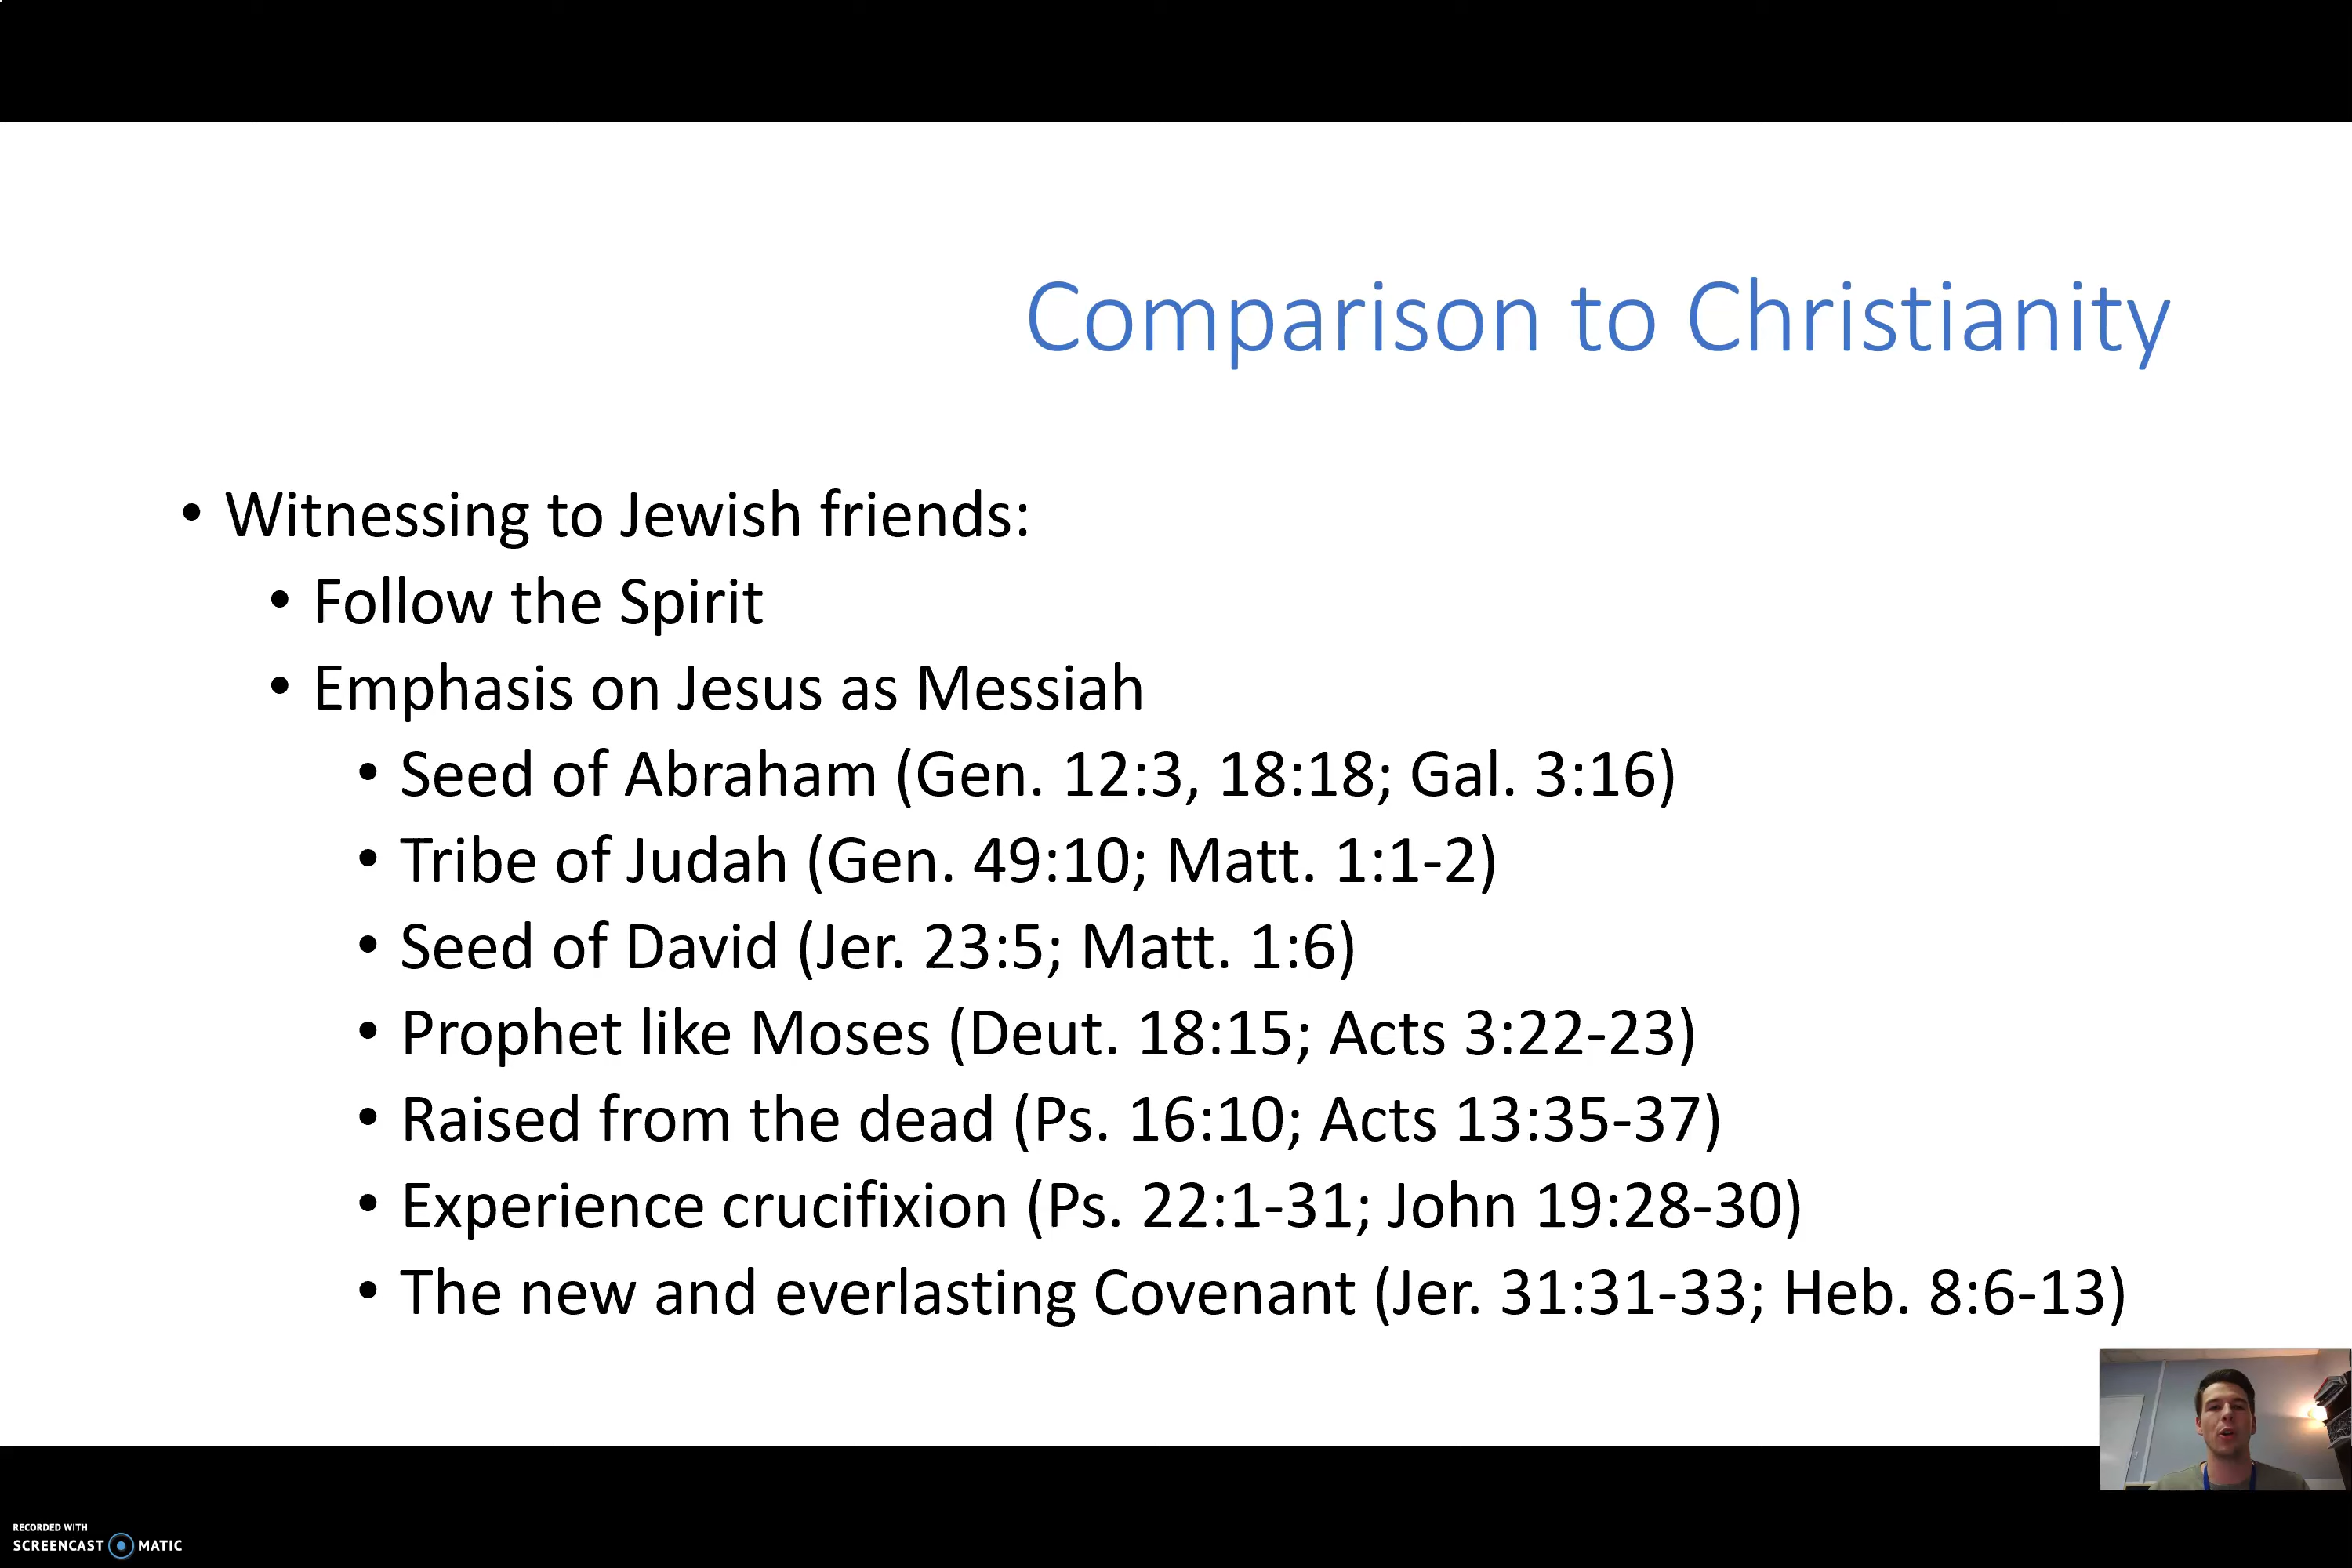 Comparison to Christianity
• Witnessing to Jewish friends:
• Follow the Spirit
• Emphasis on Jesus as Messiah
• Seed of Abraham (Gen. 12:3, 18:18; Gal. 3:16)
• Tribe of Judah (Gen. 49:10; Matt. 1:1-2)
• Seed of David (Jer. 23:5; Matt. 1:6)
• Prophet like Moses (Deut. 18:15; Acts 3:22-23)
• Raised from the dead (Ps. 16:10; Acts 13:35-37)
• Experience crucifixion (Ps. 22:1-31; John 19:28-30)
• The new and everlasting Covenant (Jer. 31:31-33; Heb. 8:6-13)
RECORDED WITH
SCREENCAST MATIC